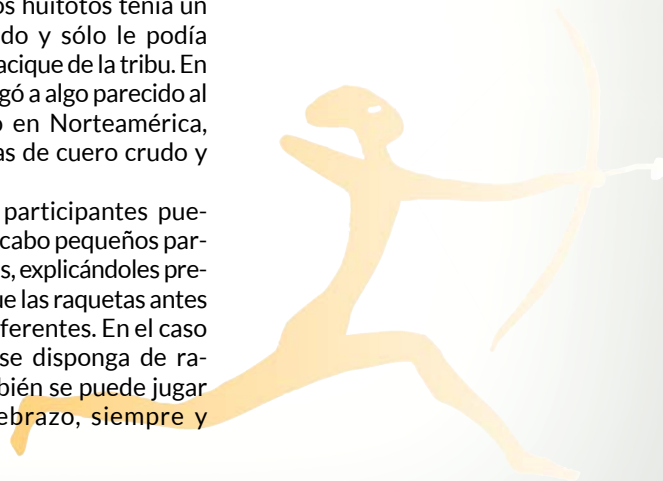 os huitotos tenía un
do y sólo le podía
acique de la tribu. En
gó a algo parecido al
o en Norteamérica,
as de cuero crudo y
participantes pue-
cabo pequeños par-
s, explicándoles pre-
ue las raquetas antes
ferentes. En el caso
se disponga de ra-
bién se puede jugar
ebrazo, siempre y